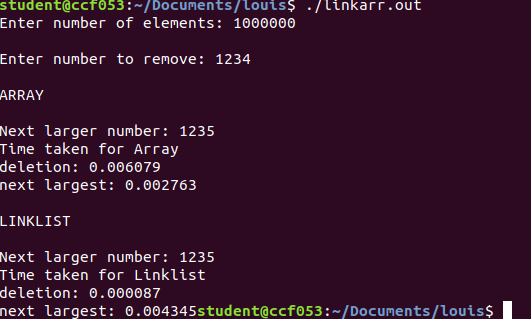 student@ccf053:~/Documents/louis$ ./linkarr.out
Enter number of elements: 1000000
Enter number to remove: 1234
ARRAY
Next larger number: 1235
Time taken for Array
deletion: 0.006079
next largest: 0.002763
LINKLIST
Next larger number: 1235
Time taken for Linklist
deletion: 0.000087
next largest: 0.004345student@ccf053:~/Documents/louis$